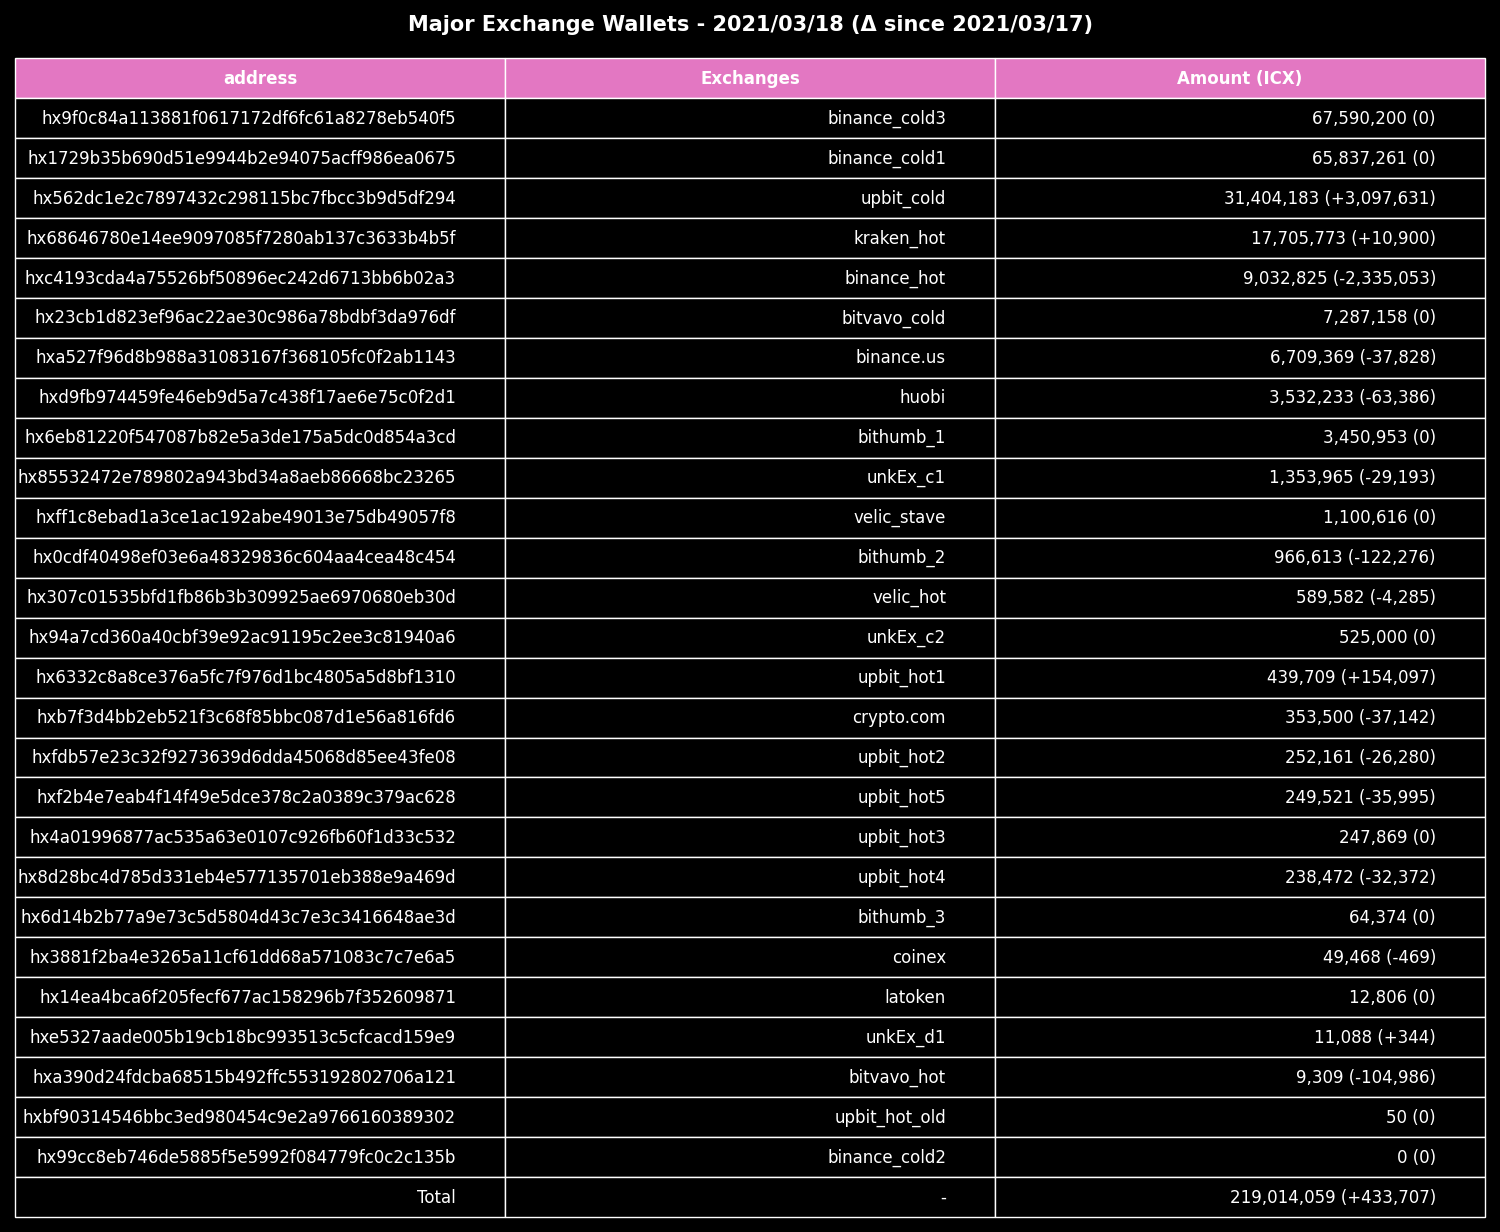 Major Exchange Wallets - 2021/03/18 (Δ since 2021/03/17)
address Exchanges Amount (ICX)
hx9f0c84a113881f0617172df6fc61a8278eb540f5 binance_cold3 67,590,200 (0)
hx1729b35b690d51e9944b2e94075acff986ea0675 binance_cold1 65,837,261 (0)
hx562dc1e2c7897432c298115bc7fbcc3b9d5df294 upbit_cold 31,404,183 (+3,097,631)
hx68646780e14ee9097085f7280ab137c3633b4b5f kraken_hot 17,705,773 (+10,900)
hxc4193cda4a75526bf50896ec242d6713bb6b02a3 binance_hot 9,032,825 (-2,335,053)
hx23cb1d823ef96ac22ae30c986a78bdbf3da976df bitvavo_cold 7,287,158 (0)
hxa527f96d8b988a31083167f368105fc0f2ab1143 binance.us 6,709,369 (-37,828)
hxd9fb974459fe46eb9d5a7c438f17ae6e75c0f2d1 huobi 3,532,233 (-63,386)
hx6eb81220f547087b82e5a3de175a5dc0d854a3cd bithumb_1 3,450,953 (0)
hx85532472e789802a943bd34a8aeb86668bc23265 unkEx_c1 1,353,965 (-29,193)
hxff1c8ebad1a3ce1ac192abe49013e75db49057f8 velic_stave 1,100,616 (0)
hx0cdf40498ef03e6a48329836c604aa4cea48c454 bithumb_2 966,613 (-122,276)
hx307c01535bfd1fb86b3b309925ae6970680eb30d velic_hot 589,582 (-4,285)
hx94a7cd360a40cbf39e92ac91195c2ee3c81940a6 unkEx_c2 525,000 (0)
hx6332c8a8ce376a5fc7f976d1bc4805a5d8bf1310 upbit_hot1 439,709 (+154,097)
hxb7f3d4bb2eb521f3c68f85bbc087d1e56a816fd6 crypto.com 353,500 (-37,142)
hxfdb57e23c32f9273639d6dda45068d85ee43fe08 upbit_hot2 252,161 (-26,280)
hxf2b4e7eab4f14f49e5dce378c2a0389c379ac628 upbit_hot5 249,521 (-35,995)
hx4a01996877ac535a63e0107c926fb60f1d33c532 upbit_hot3 247,869 (0)
hx8d28bc4d785d331eb4e577135701eb388e9a469d upbit_hot4 238,472 (-32,372)
hx6d14b2b77a9e73c5d5804d43c7e3c3416648ae3d bithumb_3 64,374 (0)
hx3881f2ba4e3265a11cf61dd68a571083c7c7e6a5 coinex 49,468 (-469)
hx14ea4bca6f205fecf677ac158296b7f352609871 latoken 12,806 (0)
hxe5327aade005b19cb18bc993513c5cfcacd159e9 unkEx_d1 11,088 (+344)
hxa390d24fdcba68515b492ffc553192802706a121 bitvavo_hot 9,309 (-104,986)
hxbf90314546bbc3ed980454c9e2a9766160389302 upbit_hot_old 50 (0)
hx99cc8eb746de5885f5e5992f084779fc0c2c135b binance_cold2 0 (0)
Total - 219,014,059 (+433,707)